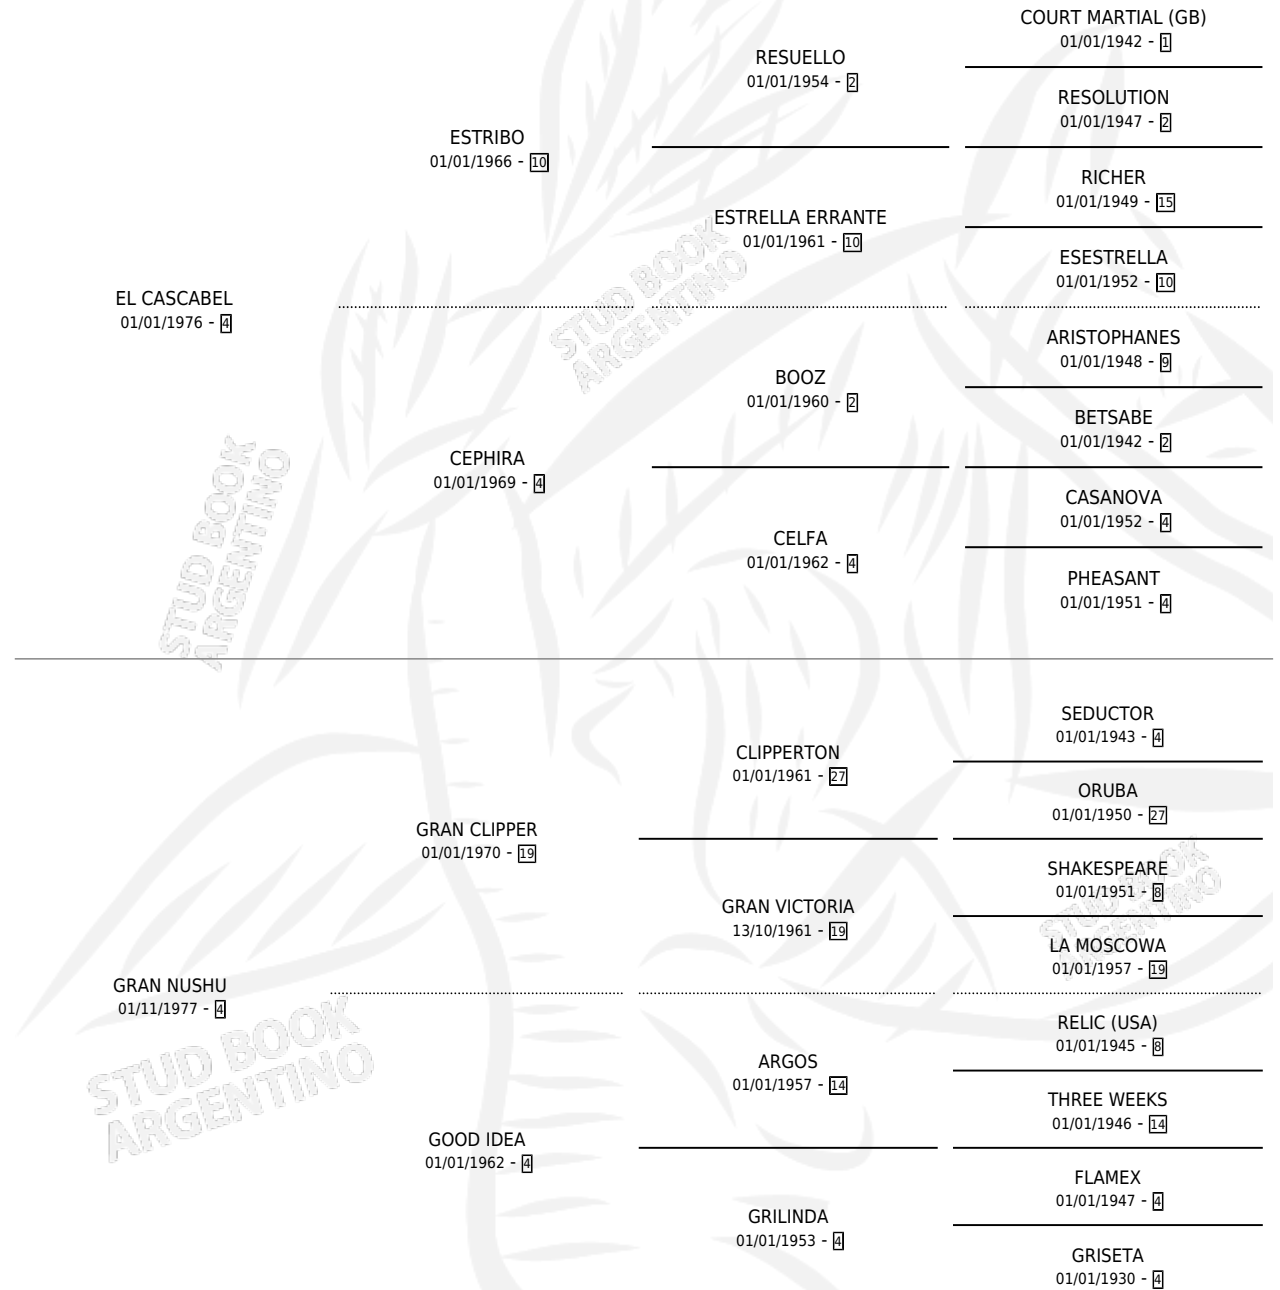 COURT MARTIAL (GB)
01/01/1942 - 1
RESUELLO
01/01/1954 - 2
RESOLUTION
01/01/1947 - 2
ESTRIBO
01/01/1966 - 10
RICHER
01/01/1949 - 15
ESTRELLA ERRANTE
01/01/1961 - 10
ESESTRELLA
01/01/1952 - 10
EL CASCABEL
01/01/1976 - 4
ARISTOPHANES
01/01/1948 - 9
BOOZ
01/01/1960 - 2
BETSABE
01/01/1942 - 2
CEPHIRA
01/01/1969 - 4
CASANOVA
01/01/1952 - 4
CELFA
01/01/1962 - 4
PHEASANT
01/01/1951 - 4
STUD BOOK
ARGENTINO
STUD BOOK
ARGENTINO
SEDUCTOR
01/01/1943 - 4
CLIPPERTON
01/01/1961 - 27
ORUBA
01/01/1950 - 27
GRAN CLIPPER
01/01/1970 - 19
SHAKESPEARE
01/01/1951 - 8
GRAN VICTORIA
13/10/1961 - 19
LA MOSCOWA
01/01/1957 - 19
GRAN NUSHU
01/11/1977 - 4
RELIC (USA)
01/01/1945 - 8
ARGOS
01/01/1957 - 14
THREE WEEKS
01/01/1946 - 14
GOOD IDEA
01/01/1962 - 4
FLAMEX
01/01/1947 - 4
GRILINDA
01/01/1953 - 4
GRISETA
01/01/1930 - 4
STUD BOOK
ARGENTINO
STUD BOOK
ARGENTINO